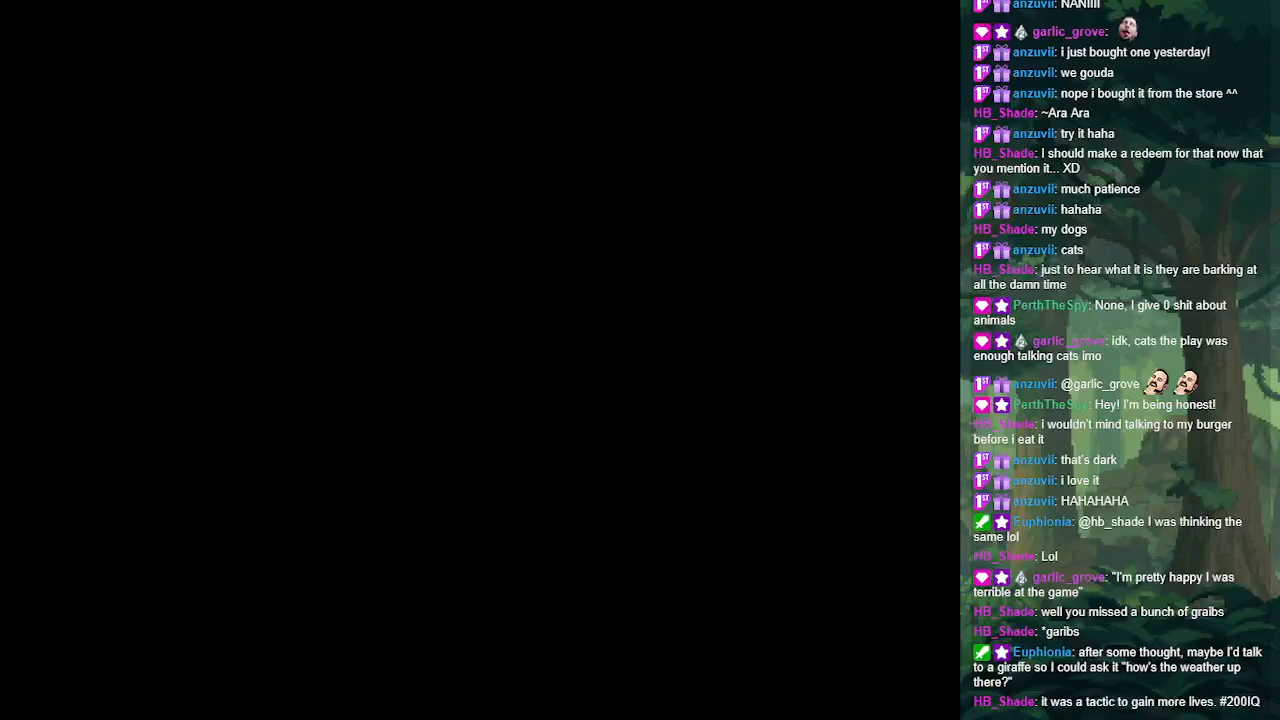 anzuvii: NANIIII
garlic_grove:
anzuvii: i just bought one yesterday!
anzuvii: we gouda
anzuvii: nope i bought it from the store ^^
HB_Shade: ~Ara Ara
anzuvii: try it haha
HB_Shade: I should make a redeem for that now that
you mention it... XD
anzuvii: much patience
anzuvii: hahaha
HB_Shade: my dogs
anzuvii: cats
HB_Shade: just to hear what it is they are barking at
all the damn time
PerthTheSpy: None, I give 0 shit about
animals
garlic_grove: idk, cats the play was
enough talking cats imo
anzuvii: @garlic_grove
PerthTheSpy: Hey! I'm being honest!
HB_Shade: i wouldn't mind talking to my burger
before i eat it
anzuvii: that's dark
anzuvii: i love it
anzuvii: HAHAHAHA
Euphionia: @hb_shade I was thinking the
same lol
HB_Shade: Lol
garlic_grove: "I'm pretty happy I was
terrible at the game"
HB_Shade: well you missed a bunch of graibs
HB_Shade: *garibs
Euphionia: after some thought, maybe I'd talk
to a giraffe so I could ask it "how's the weather up
there?"
HB_Shade: it was a tactic to gain more lives. #200IQ